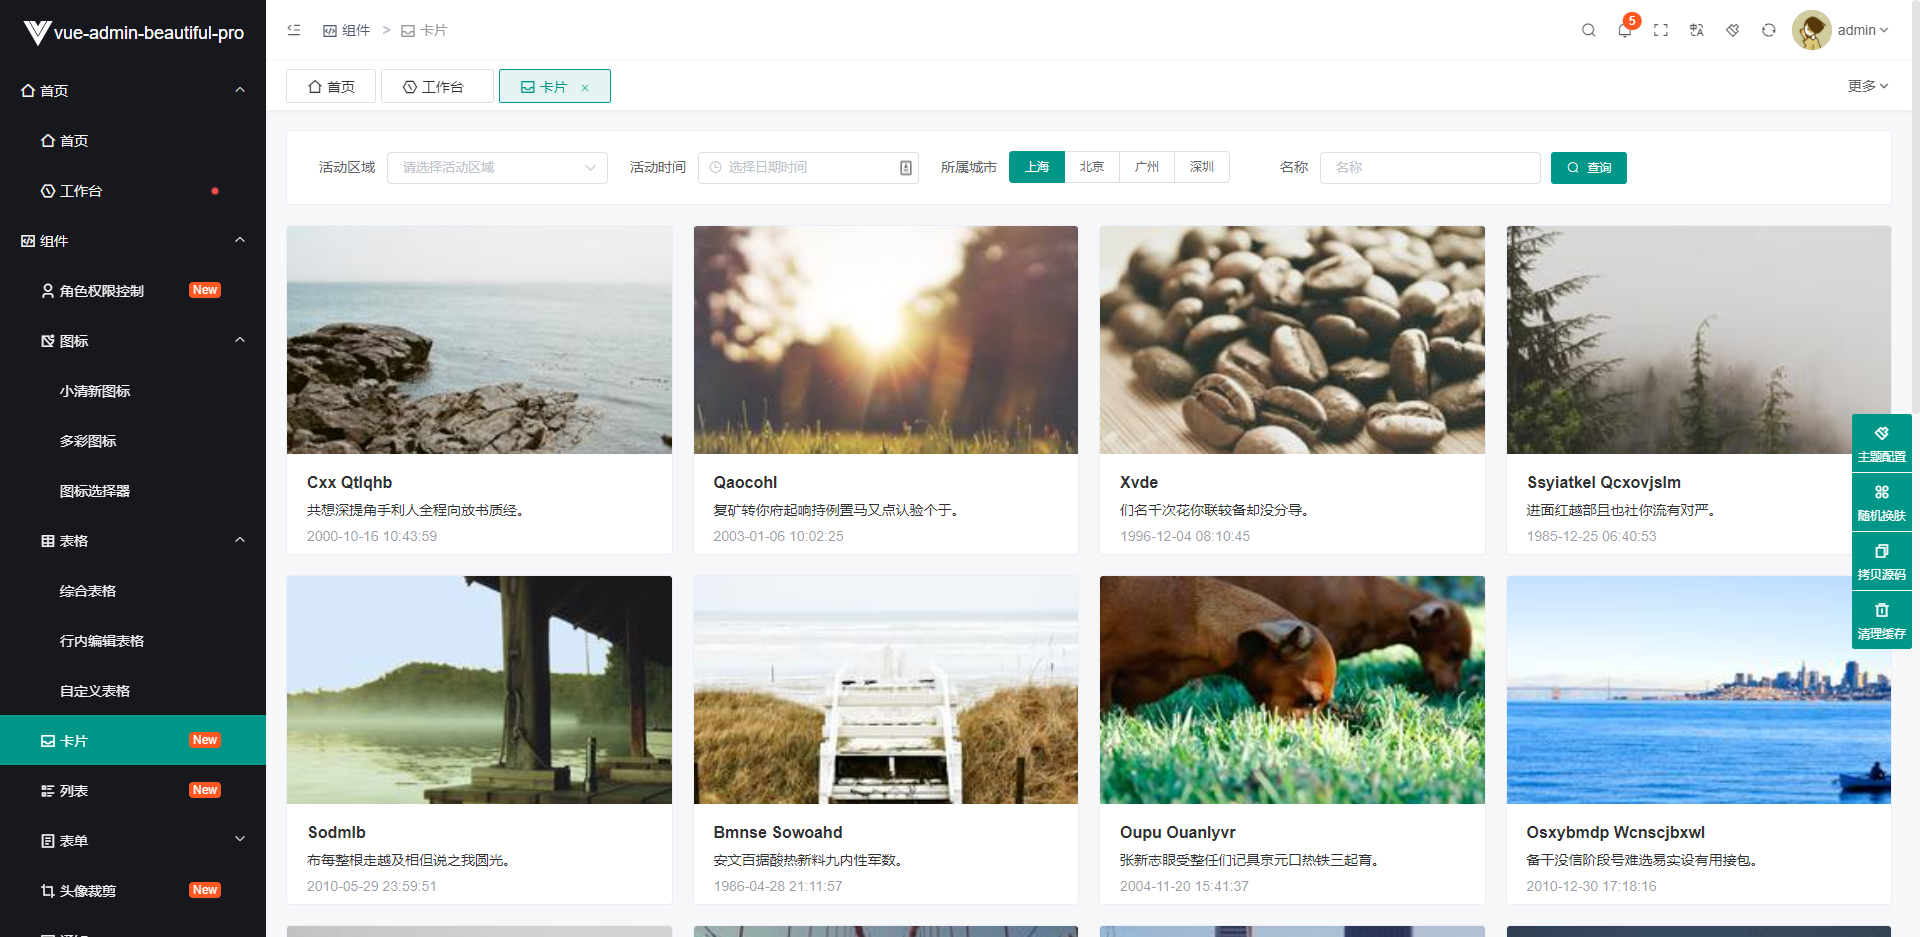 vue-admin-beautiful-pro
首页
首页
工作台
组件
角色权限控制 New
图标
小清新图标
多彩图标
图标选择器
表格
综合表格
行内编辑表格
自定义表格
卡片 New
列表 New
表单
头像裁剪 New
组件 > 卡片
5
admin
首页 工作台 卡片 ×
更多
活动区域 请选择活动区域 活动时间 选择日期时间 所属城市 上海 北京 广州 深圳 名称 名称 查询
Cxx Qtlqhb
共想深提角手利人全程向放书质经。
2000-10-16 10:43:59
Qaocohl
复矿转你府起响持例置马又点认验个于。
2003-01-06 10:02:25
Xvde
们名千次花你联较备却没分导。
1996-12-04 08:10:45
Ssyiatkel Qcxovjslm
进面红越部且也社你流有对严。
1985-12-25 06:40:53
Sodmlb
布每整根走越及相但说之我圆光。
2010-05-29 23:59:51
Bmnse Sowoahd
安文百据酸热新料九内性军数。
1986-04-28 21:11:57
Oupu Ouanlyvr
张新志眼受整任们记具京元口热铁三起育。
2004-11-20 15:41:37
Osxybmdp Wcnscjbxwl
备干没信阶段号难选易实设有用接包。
2010-12-30 17:18:16
主题配置
随机换肤
拷贝源码
清理缓存